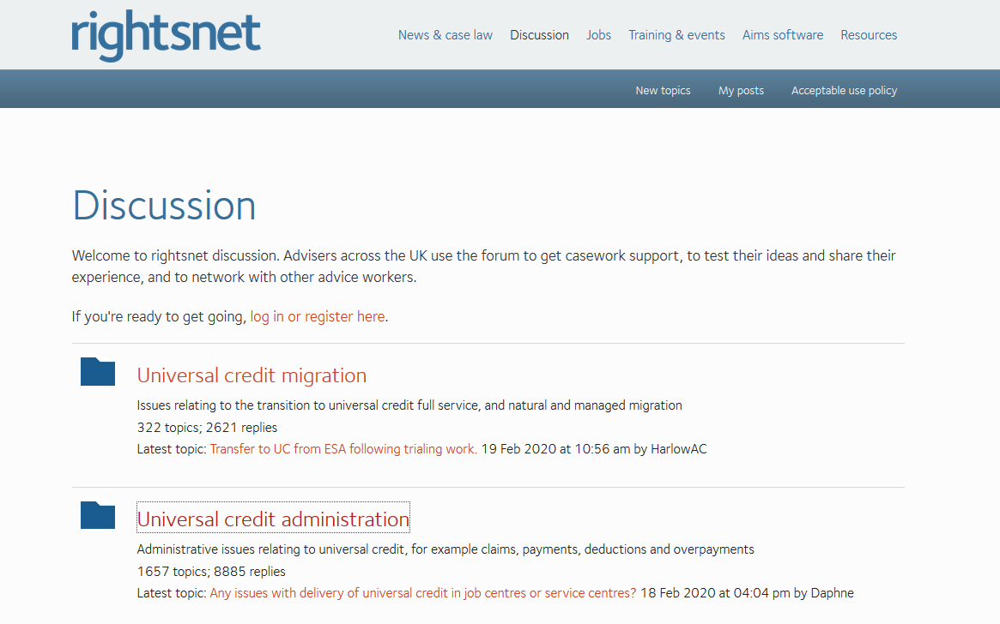 rightsnet
News & case law Discussion Jobs Training & events Aims software Resources
New topics My posts Acceptable use policy
Discussion
Welcome to rightsnet discussion. Advisers across the UK use the forum to get casework support, to test their ideas and share their
experience, and to network with other advice workers.
If you're ready to get going, log in or register here.
Universal credit migration
Issues relating to the transition to universal credit full service, and natural and managed migration
322 topics; 2621 replies
Latest topic: Transfer to UC from ESA following trialing work. 19 Feb 2020 at 10:56 am by HarlowAC
Universal credit administration
Administrative issues relating to universal credit, for example claims, payments, deductions and overpayments
1657 topics; 8885 replies
Latest topic: Any issues with delivery of universal credit in job centres or service centres? 18 Feb 2020 at 04:04 pm by Daphne